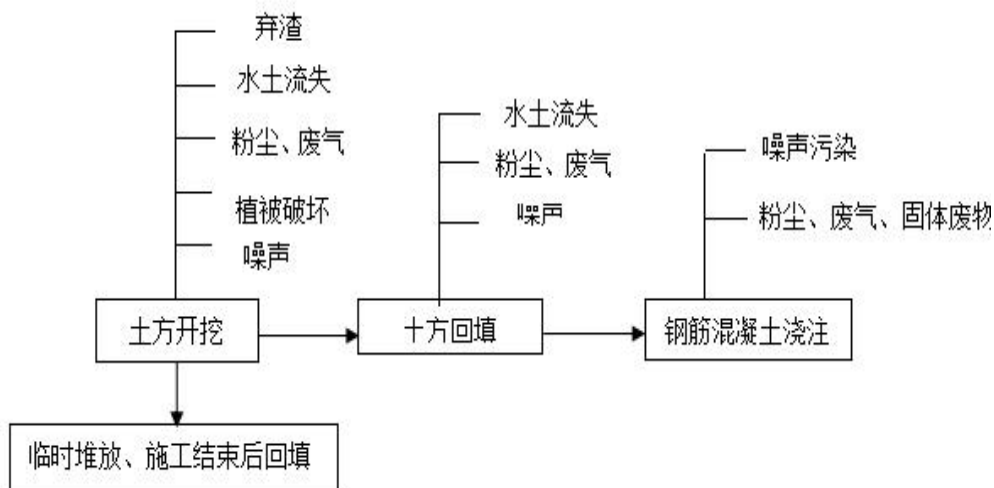 弃渣
水土流失
粉尘、废气
植被破坏
噪声
水土流失
粉尘、废气
噪声
噪声污染
粉尘、废气、固体废物
土方开挖
十方回填
钢筋混凝土浇注
临时堆放、施工结束后回填